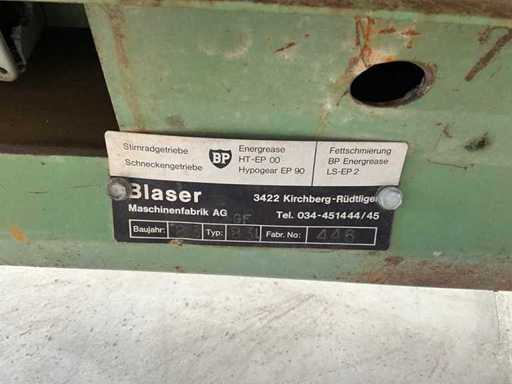 Stirnradgetriebe
Schneckengetriebe
BP
Energrease
HT-EP 00
Hypogear EP 90
Fettschmierung
BP Energrease
LS-EP 2
Blaser
Maschinenfabrik AG
3422 Kirchberg-Rüdtligen
Tel. 034-451444/45
GF
Baujahr:
Typ:
Fabr. No: 448